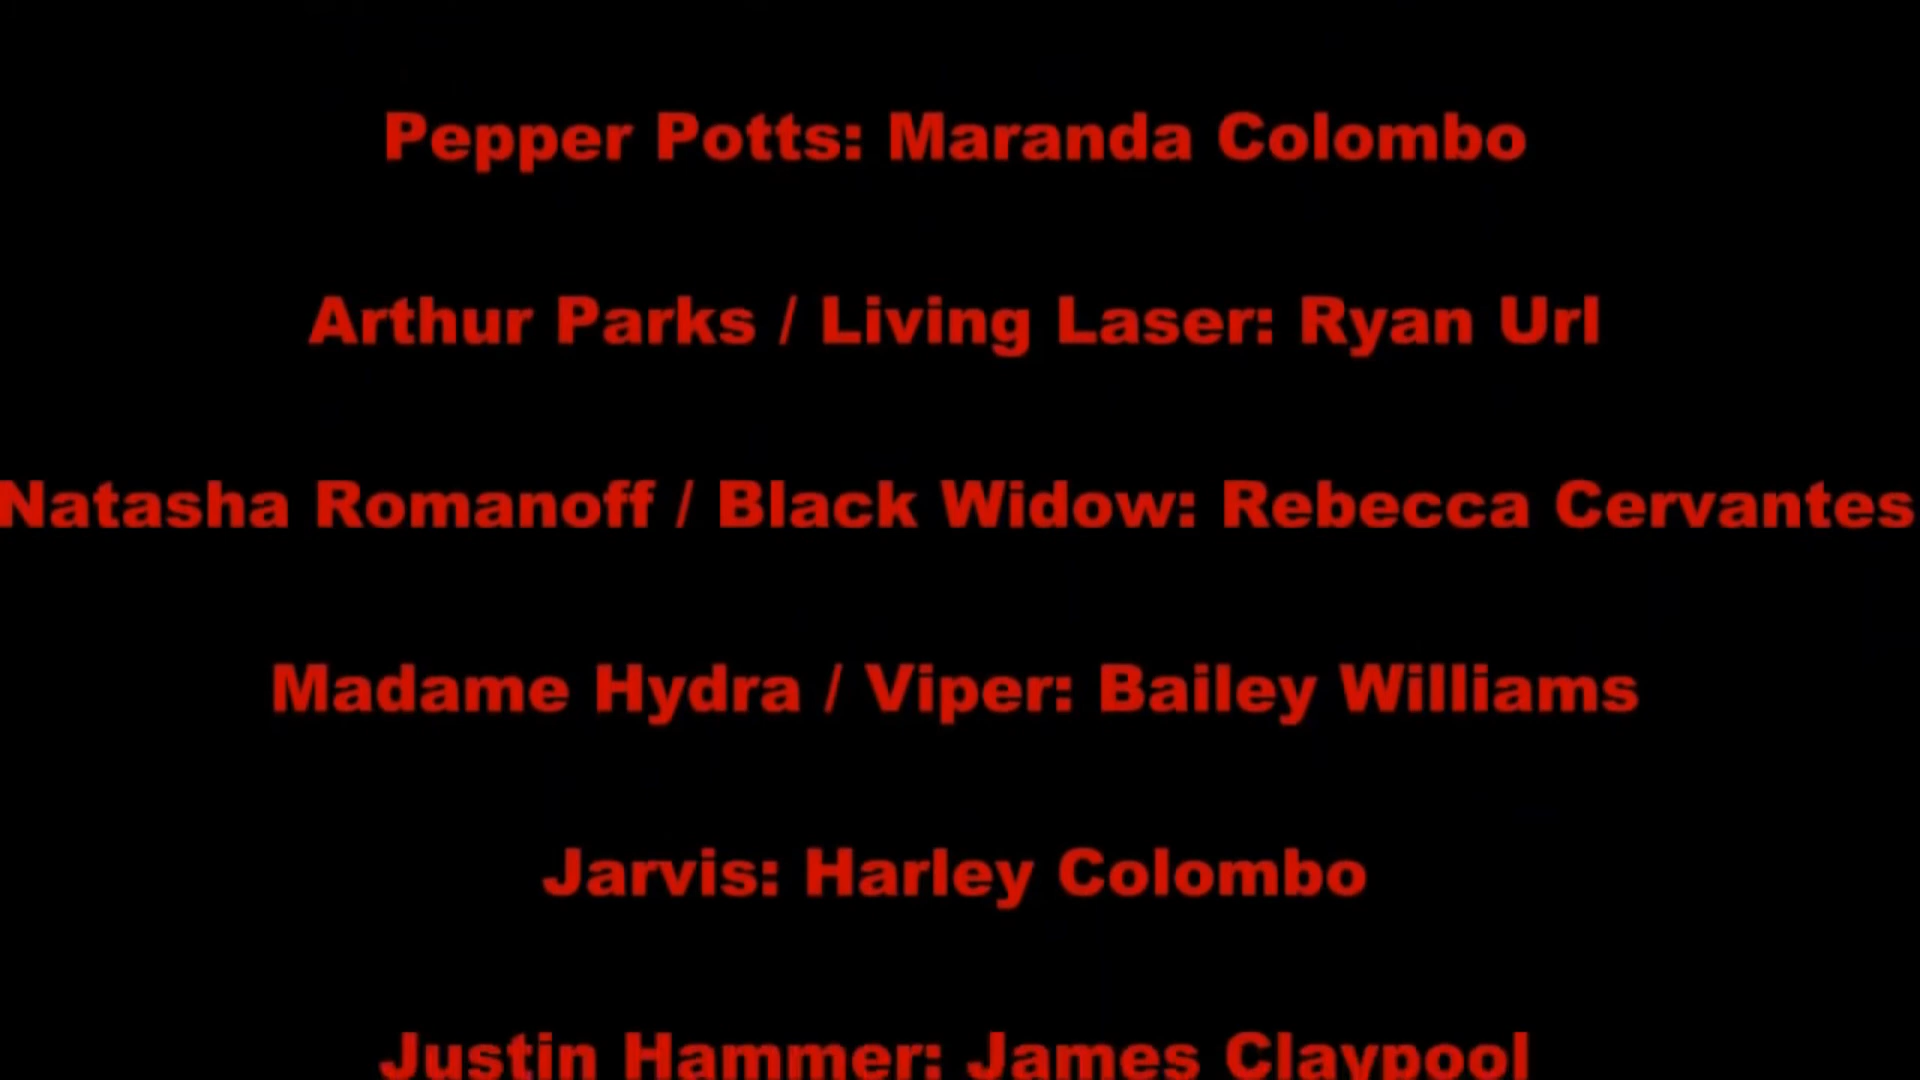 Pepper Potts: Maranda Colombo
Arthur Parks / Living Laser: Ryan Url
Natasha Romanoff / Black Widow: Rebecca Cervantes
Madame Hydra / Viper: Bailey Williams
Jarvis: Harley Colombo
Justin Hammer: James Claypool